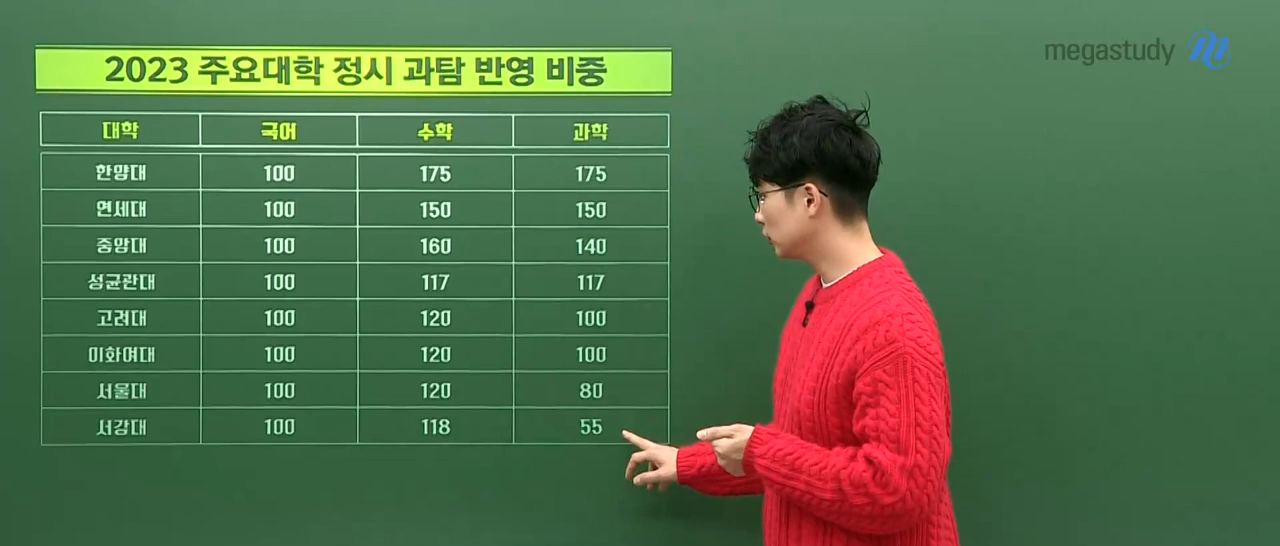 megastudy
2023 주요대학 정시 과탐 반영 비중
대학 국어 수학 과학
한양대 100 175 175
연세대 100 150 150
중앙대 100 160 140
성균관대 100 117 117
고려대 100 120 100
이화여대 100 120 100
서울대 100 120 80
서강대 100 118 55